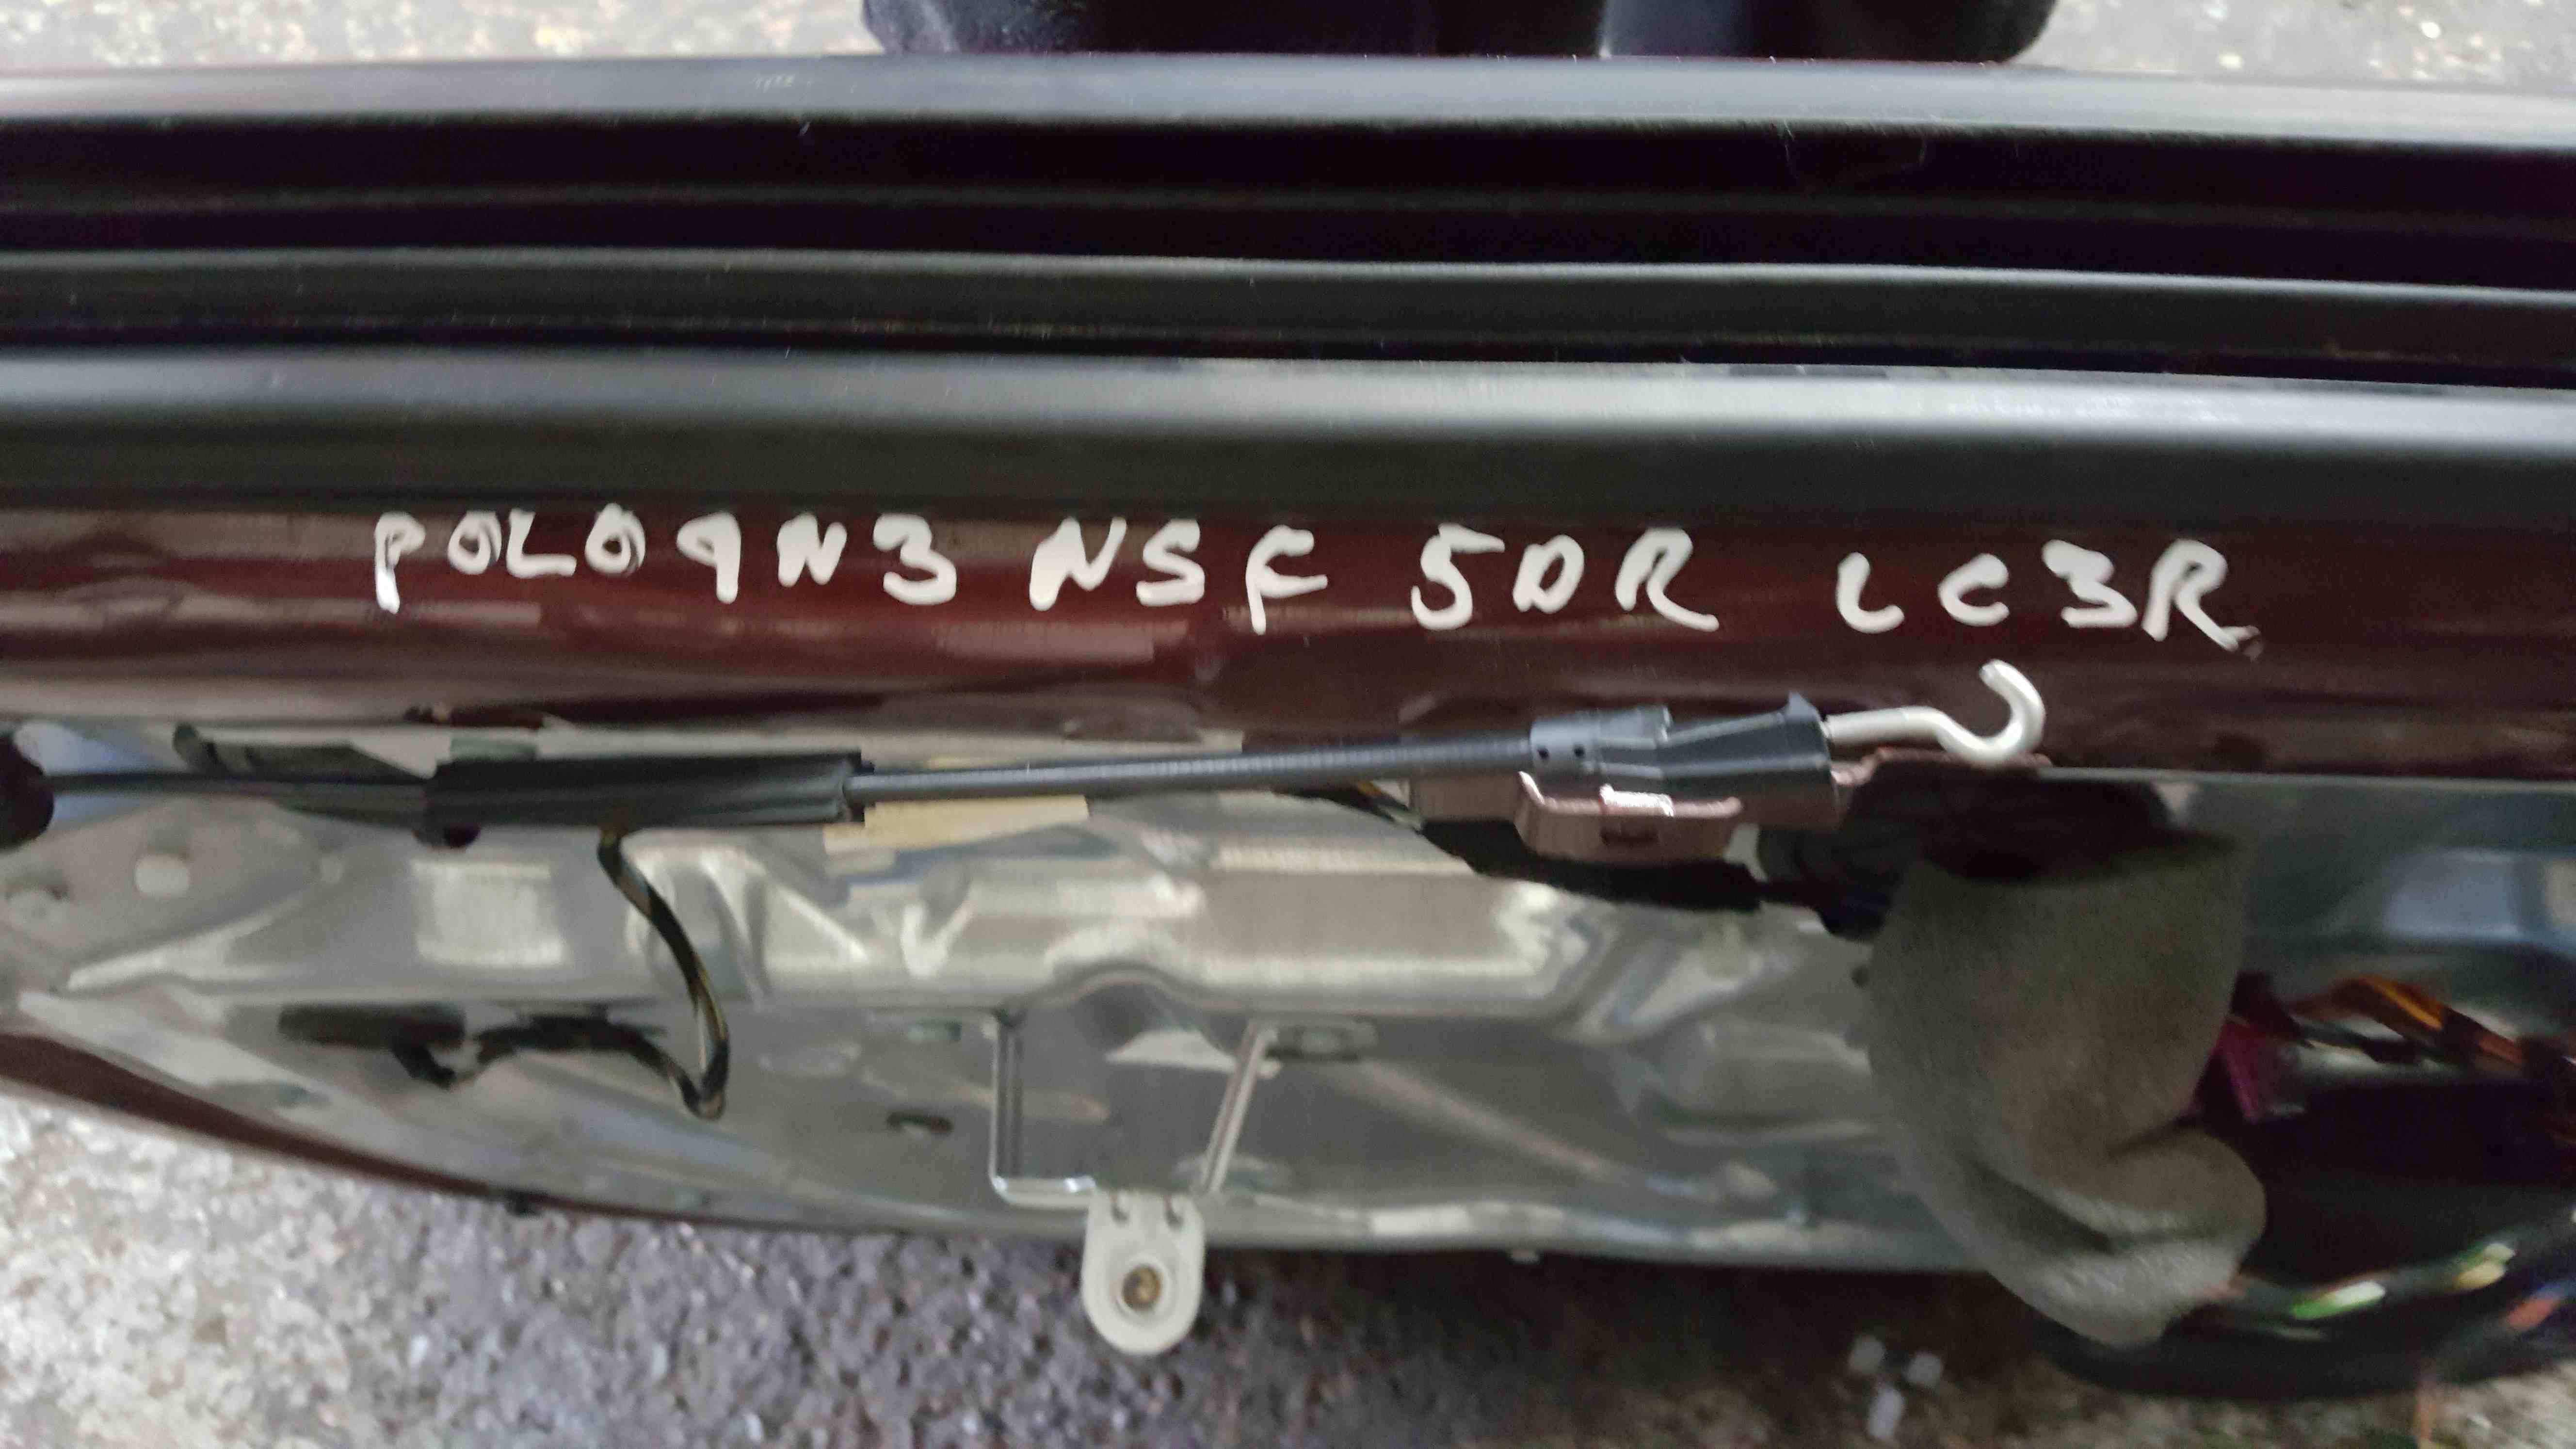 POLO 9N3 NSF 5DR LC3R